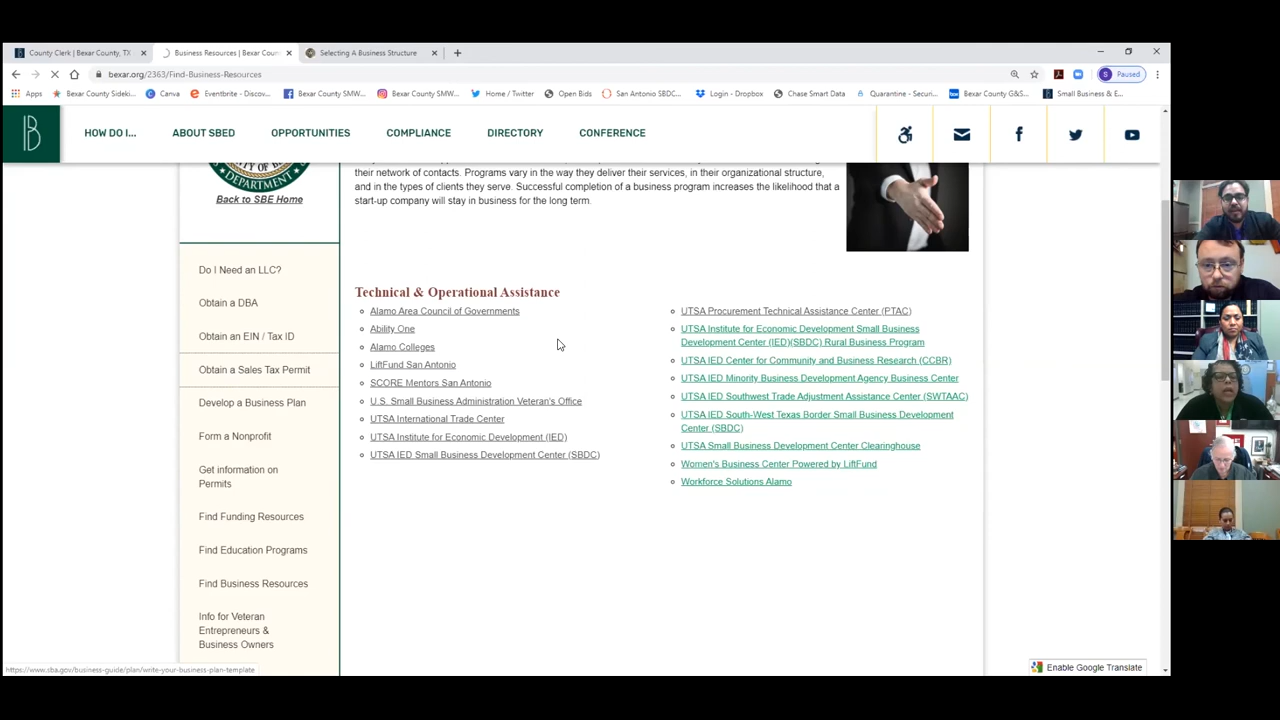 County Clerk | Bexar County, TX
Business Resources | Bexar Coun
Selecting A Business Structure
bexar.org/2363/Find-Business-Resources
Paused
Apps
Bexar County Sideki...
Canva
Eventbrite - Discov...
Bexar County SMW...
Bexar County SMW...
Home / Twitter
Open Bids
San Antonio SBDC...
Dropbox - Login
Chase Smart Data
Quarantine - Securi...
Bexar County G&S...
Small Business & E...
HOW DO I...
ABOUT SBED
OPPORTUNITIES
COMPLIANCE
DIRECTORY
CONFERENCE
DEPARTMENT
Back to SBE Home
their network of contacts. Programs vary in the way they deliver their services, in their organizational structure,
and in the types of clients they serve. Successful completion of a business program increases the likelihood that a
start-up company will stay in business for the long term.
Do I Need an LLC?
Obtain a DBA
Obtain an EIN / Tax ID
Obtain a Sales Tax Permit
Develop a Business Plan
Form a Nonprofit
Get information on
Permits
Find Funding Resources
Find Education Programs
Find Business Resources
Info for Veteran
Entrepreneurs &
Business Owners
Technical & Operational Assistance
Alamo Area Council of Governments
Ability One
Alamo Colleges
LiftFund San Antonio
SCORE Mentors San Antonio
U.S. Small Business Administration Veteran's Office
UTSA International Trade Center
UTSA Institute for Economic Development (IED)
UTSA IED Small Business Development Center (SBDC)
UTSA Procurement Technical Assistance Center (PTAC)
UTSA Institute for Economic Development Small Business
Development Center (IED)(SBDC) Rural Business Program
UTSA IED Center for Community and Business Research (CCBR)
UTSA IED Minority Business Development Agency Business Center
UTSA IED Southwest Trade Adjustment Assistance Center (SWTAAC)
UTSA IED South-West Texas Border Small Business Development
Center (SBDC)
UTSA Small Business Development Center Clearinghouse
Women's Business Center Powered by LiftFund
Workforce Solutions Alamo
https://www.sba.gov/business-guide/plan/write-your-business-plan-template
Enable Google Translate